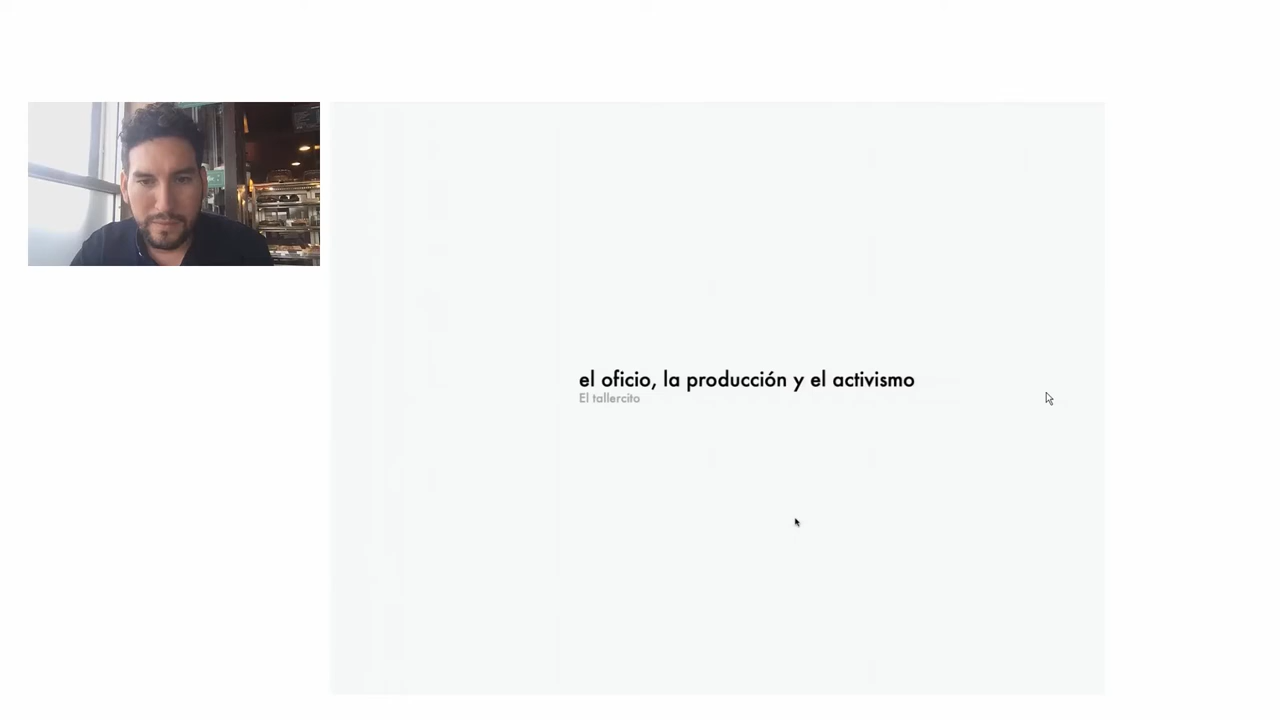 el oficio, la producción y el activismo
El tallercito